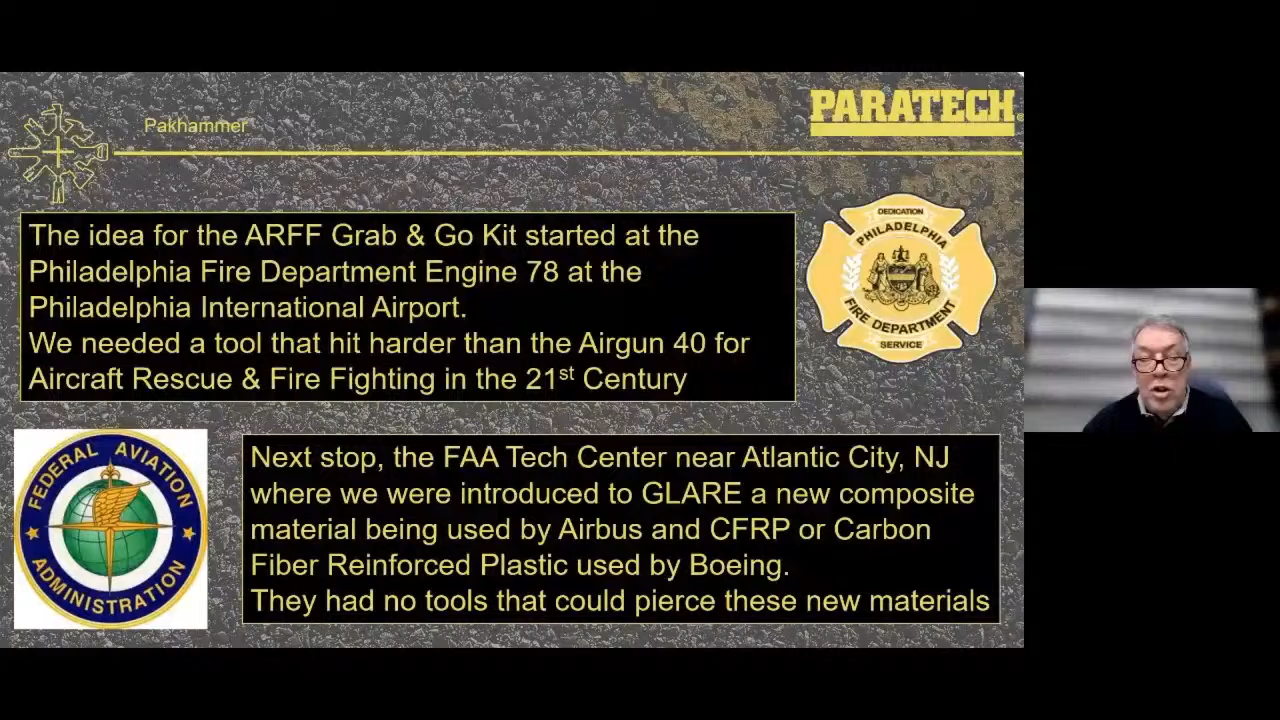 Pakhammer
PARATECH®
The idea for the ARFF Grab & Go Kit started at the
Philadelphia Fire Department Engine 78 at the
Philadelphia International Airport.
We needed a tool that hit harder than the Airgun 40 for
Aircraft Rescue & Fire Fighting in the 21st Century
DEDICATION
PHILADELPHIA
FIRE DEPARTMENT
SERVICE
FEDERAL AVIATION
ADMINISTRATION
Next stop, the FAA Tech Center near Atlantic City, NJ
where we were introduced to GLARE a new composite
material being used by Airbus and CFRP or Carbon
Fiber Reinforced Plastic used by Boeing.
They had no tools that could pierce these new materials